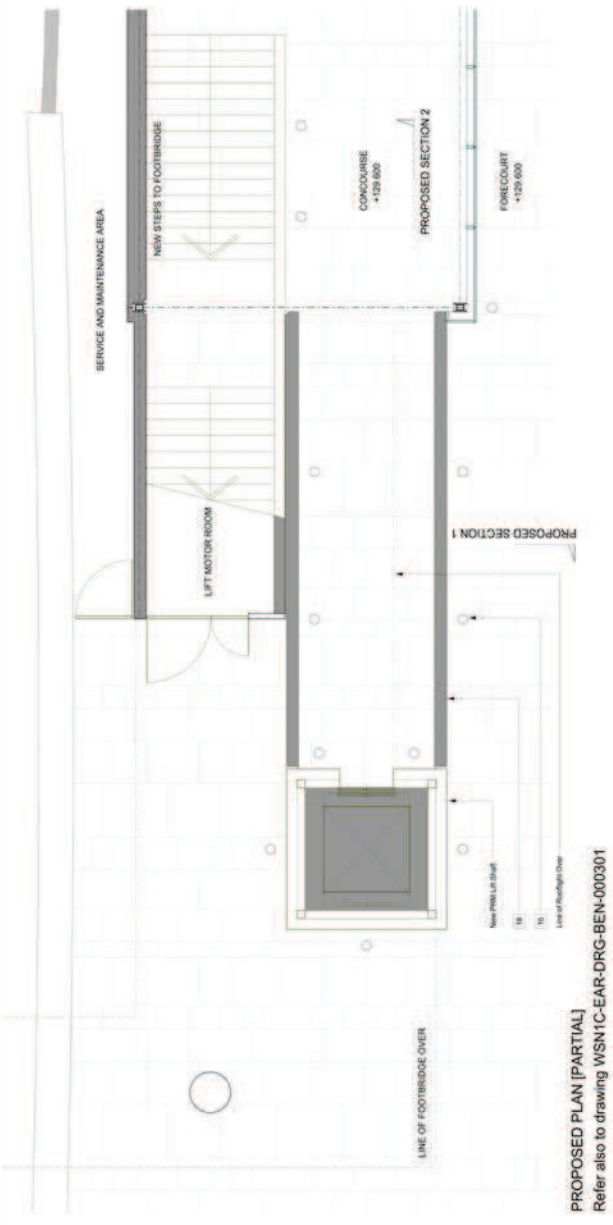 SERVICE AND MAINTENANCE AREA
NEW STEPS TO FOOTBRIDGE
CONCOURSE
+129.600
PROPOSED SECTION 2
FORECOURT
+129.600
LIFT MOTOR ROOM
PROPOSED SECTION 1
New PRM Lift Shaft
18
15
Line of Rooflight Over
LINE OF FOOTBRIDGE OVER
PROPOSED PLAN [PARTIAL]
Refer also to drawing WSN1C-EAR-DRG-BEN-000301